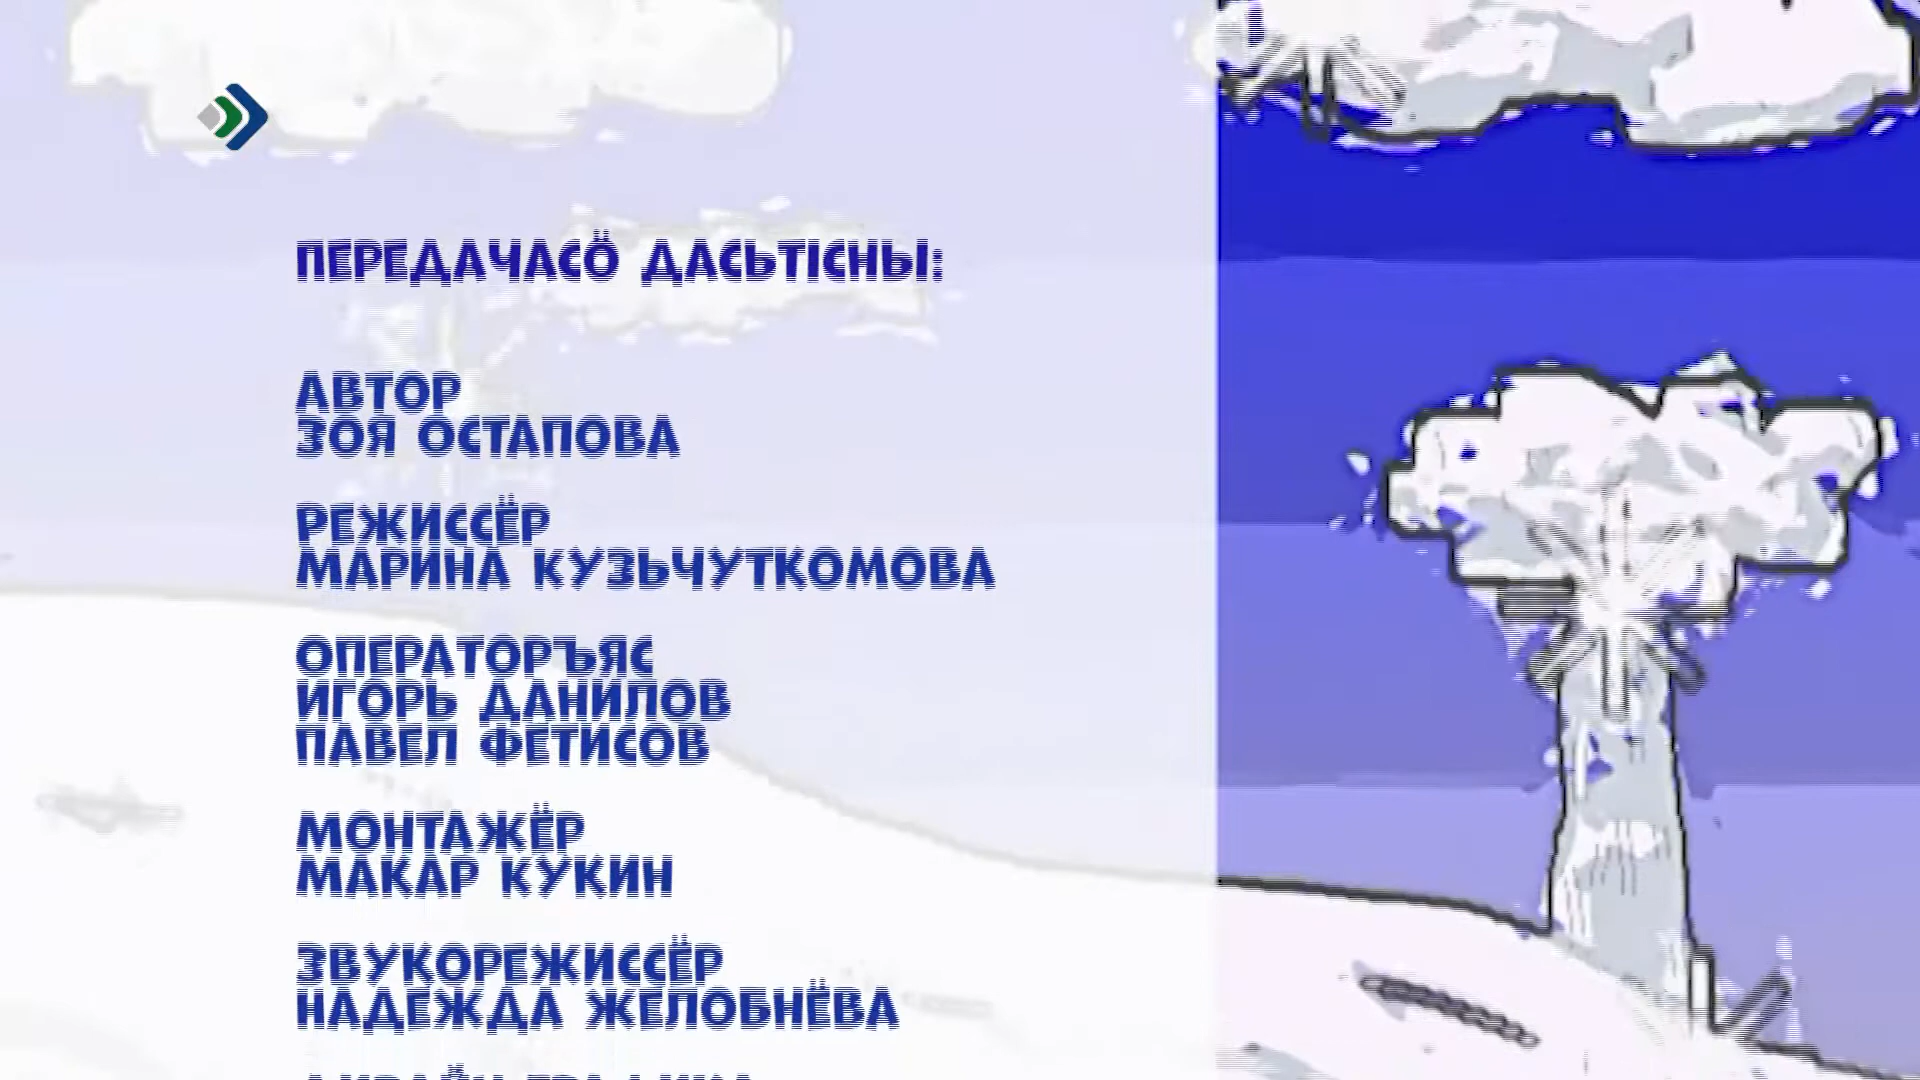 ПЕРЕДАЧАСӦ ДАСЬТІСНЫ:
АВТОР
ЗОЯ ОСТАПОВА
РЕЖИССЁР
МАРИНА КУЗЬЧУТКОМОВА
ОПЕРАТОРЪЯС
ИГОРЬ ДАНИЛОВ
ПАВЕЛ ФЕТИСОВ
МОНТАЖЁР
МАКАР КУКИН
ЗВУКОРЕЖИССЁР
НАДЕЖДА ЖЕЛОБНЁВА